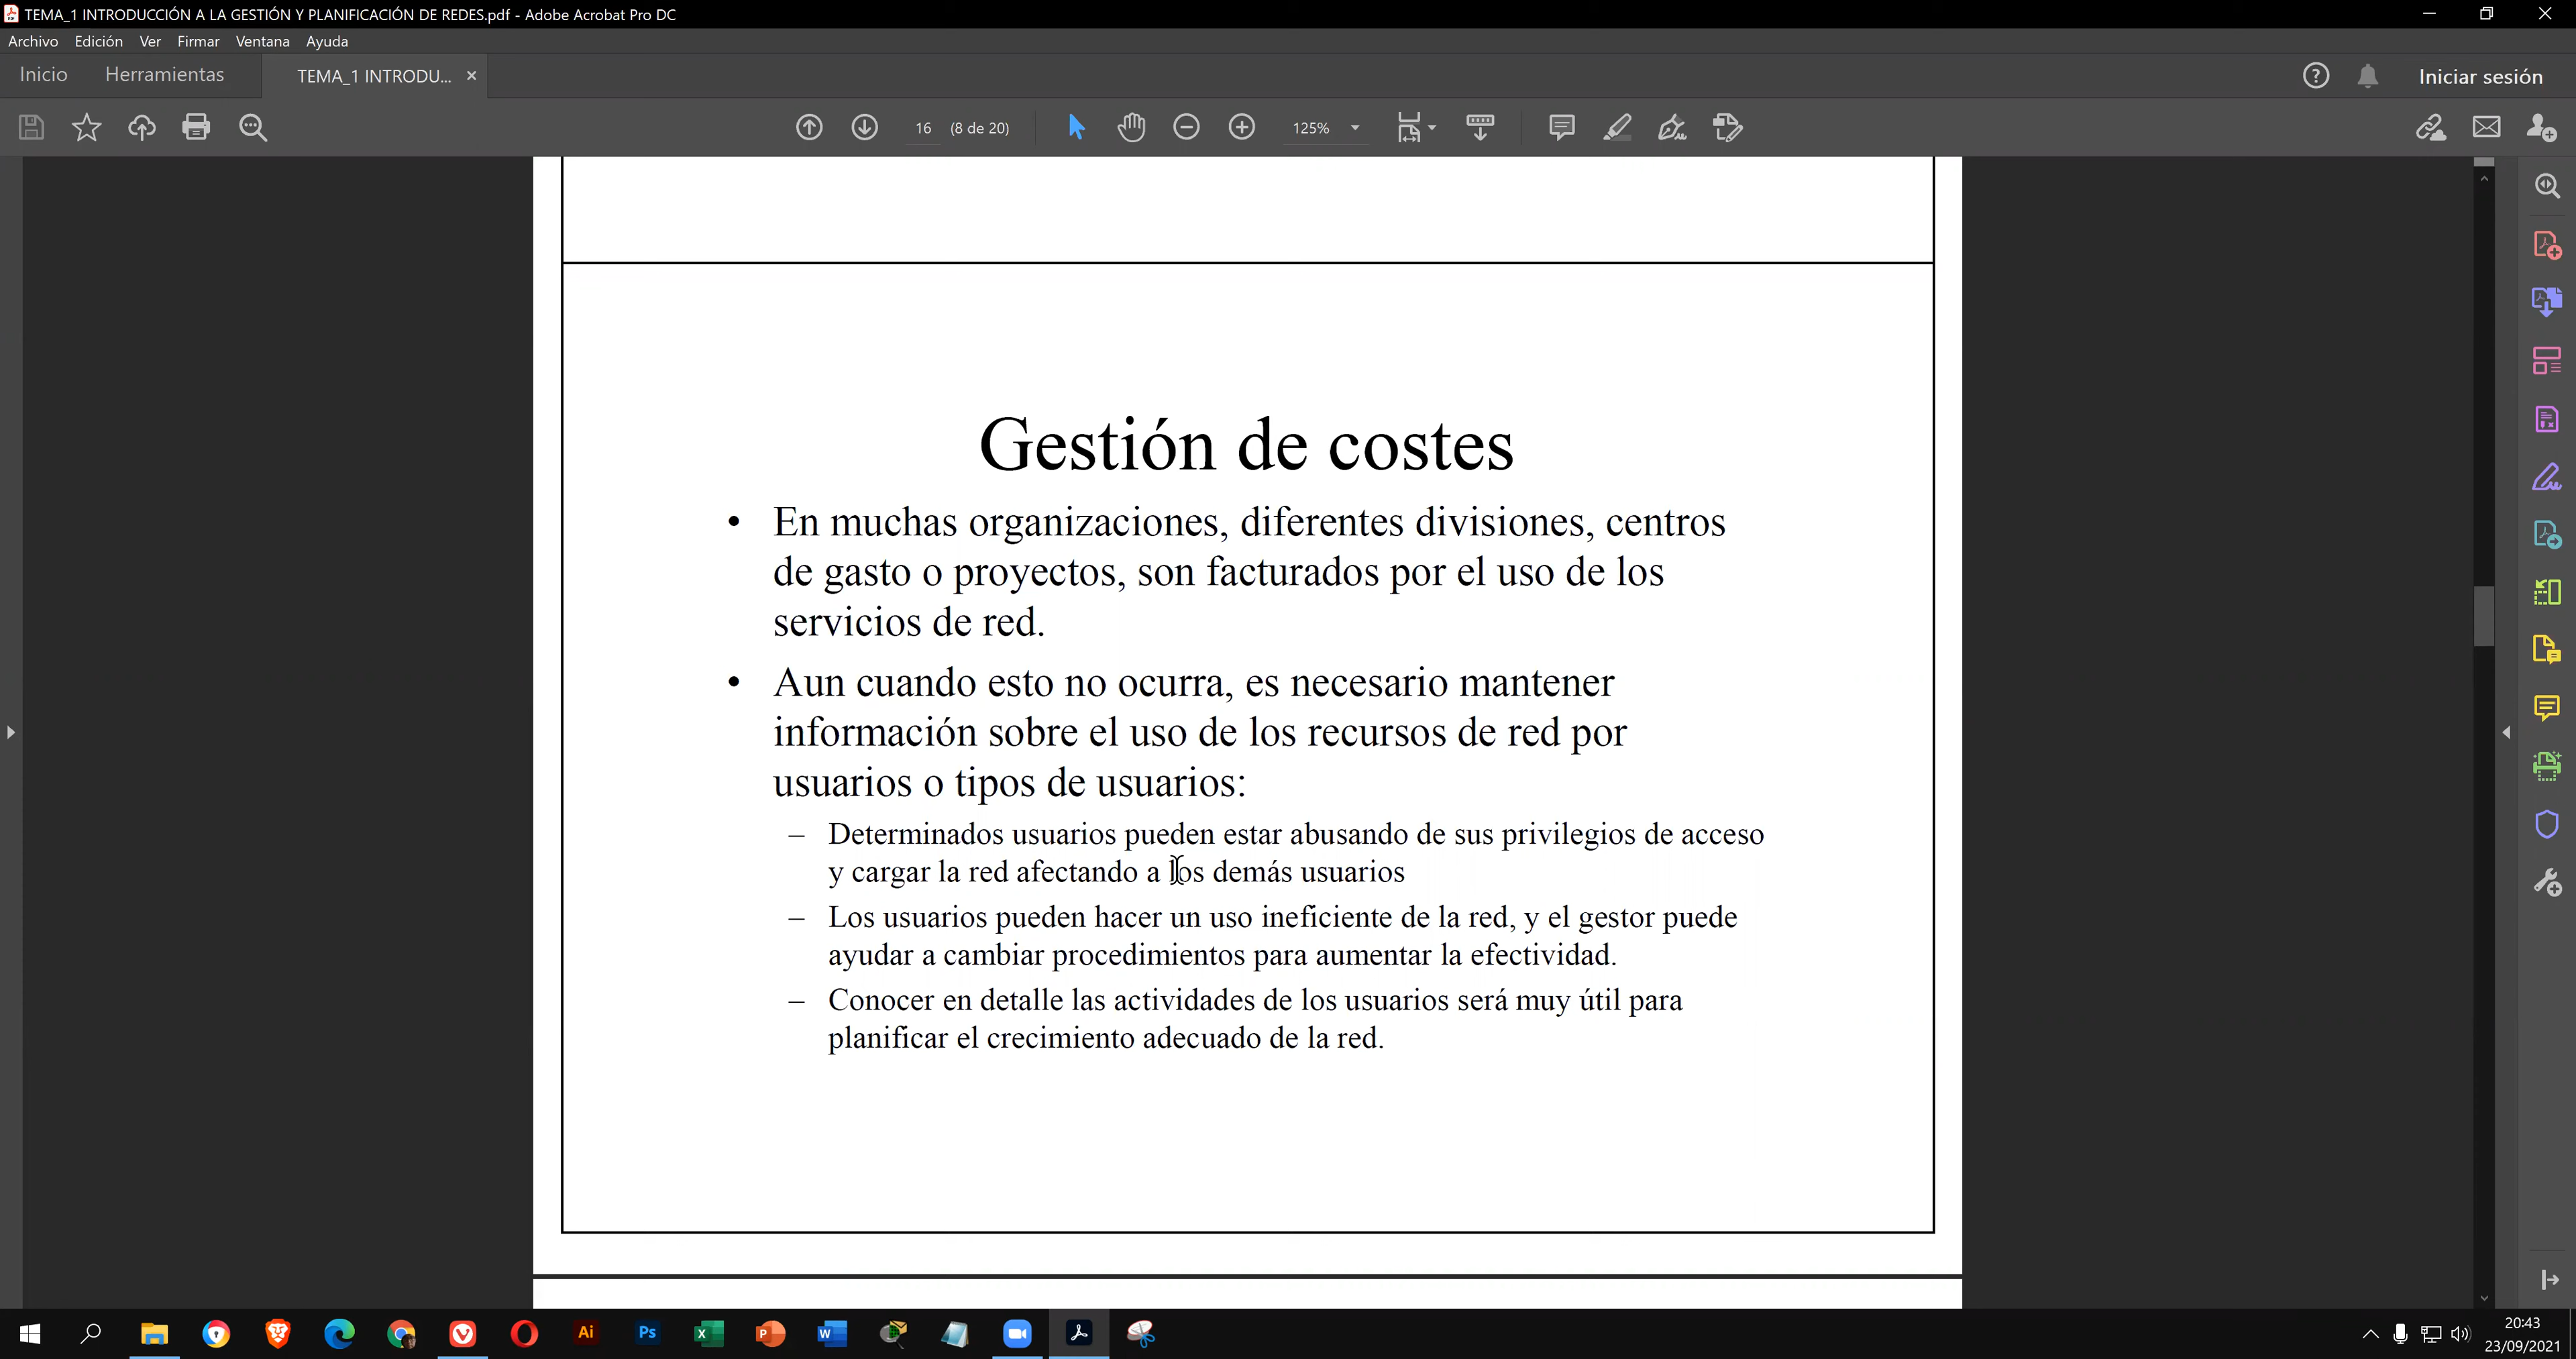 TEMA_1 INTRODUCCIÓN A LA GESTIÓN Y PLANIFICACIÓN DE REDES.pdf - Adobe Acrobat Pro DC
Archivo Edición Ver Firmar Ventana Ayuda
Inicio Herramientas TEMA_1 INTRODU... Iniciar sesión
16 (8 de 20) 125%
Gestión de costes
• En muchas organizaciones, diferentes divisiones, centros
de gasto o proyectos, son facturados por el uso de los
servicios de red.
• Aun cuando esto no ocurra, es necesario mantener
información sobre el uso de los recursos de red por
usuarios o tipos de usuarios:
– Determinados usuarios pueden estar abusando de sus privilegios de acceso
y cargar la red afectando a los demás usuarios
– Los usuarios pueden hacer un uso ineficiente de la red, y el gestor puede
ayudar a cambiar procedimientos para aumentar la efectividad.
– Conocer en detalle las actividades de los usuarios será muy útil para
planificar el crecimiento adecuado de la red.
Ai Ps X P W
20:43
23/09/2021